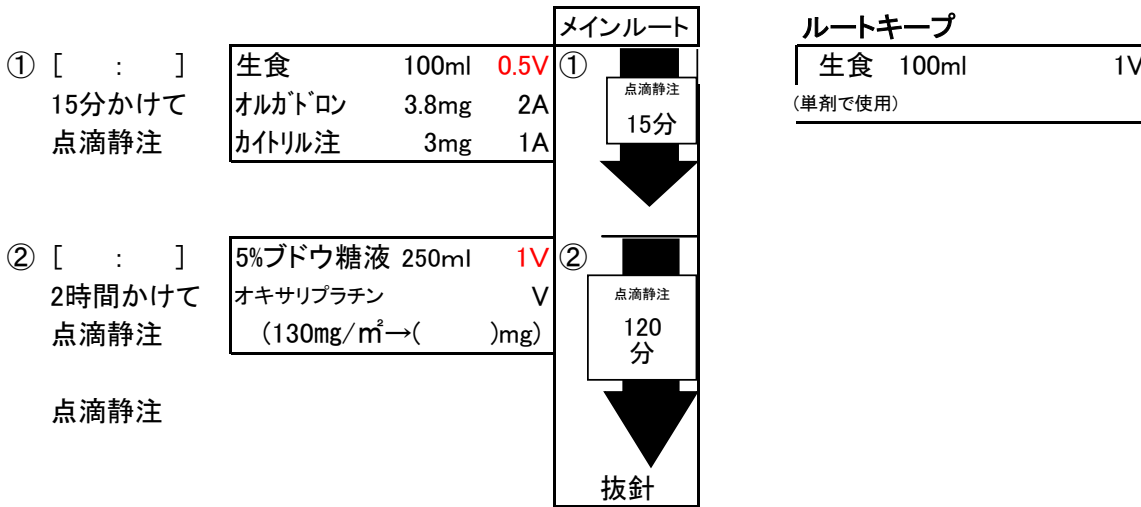 メインルート
ルートキープ
① [ : ] 生食 100ml 0.5V ①
生食 100ml 1V
15分かけて オルガドロン 3.8mg 2A
点滴静注
15分
(単剤で使用)
点滴静注 カイトリル注 3mg 1A
② [ : ] 5%ブドウ糖液 250ml 1V ②
2時間かけて オキサリプラチン V
点滴静注
120
分
点滴静注 (130mg/㎡→( )mg)
点滴静注
抜針